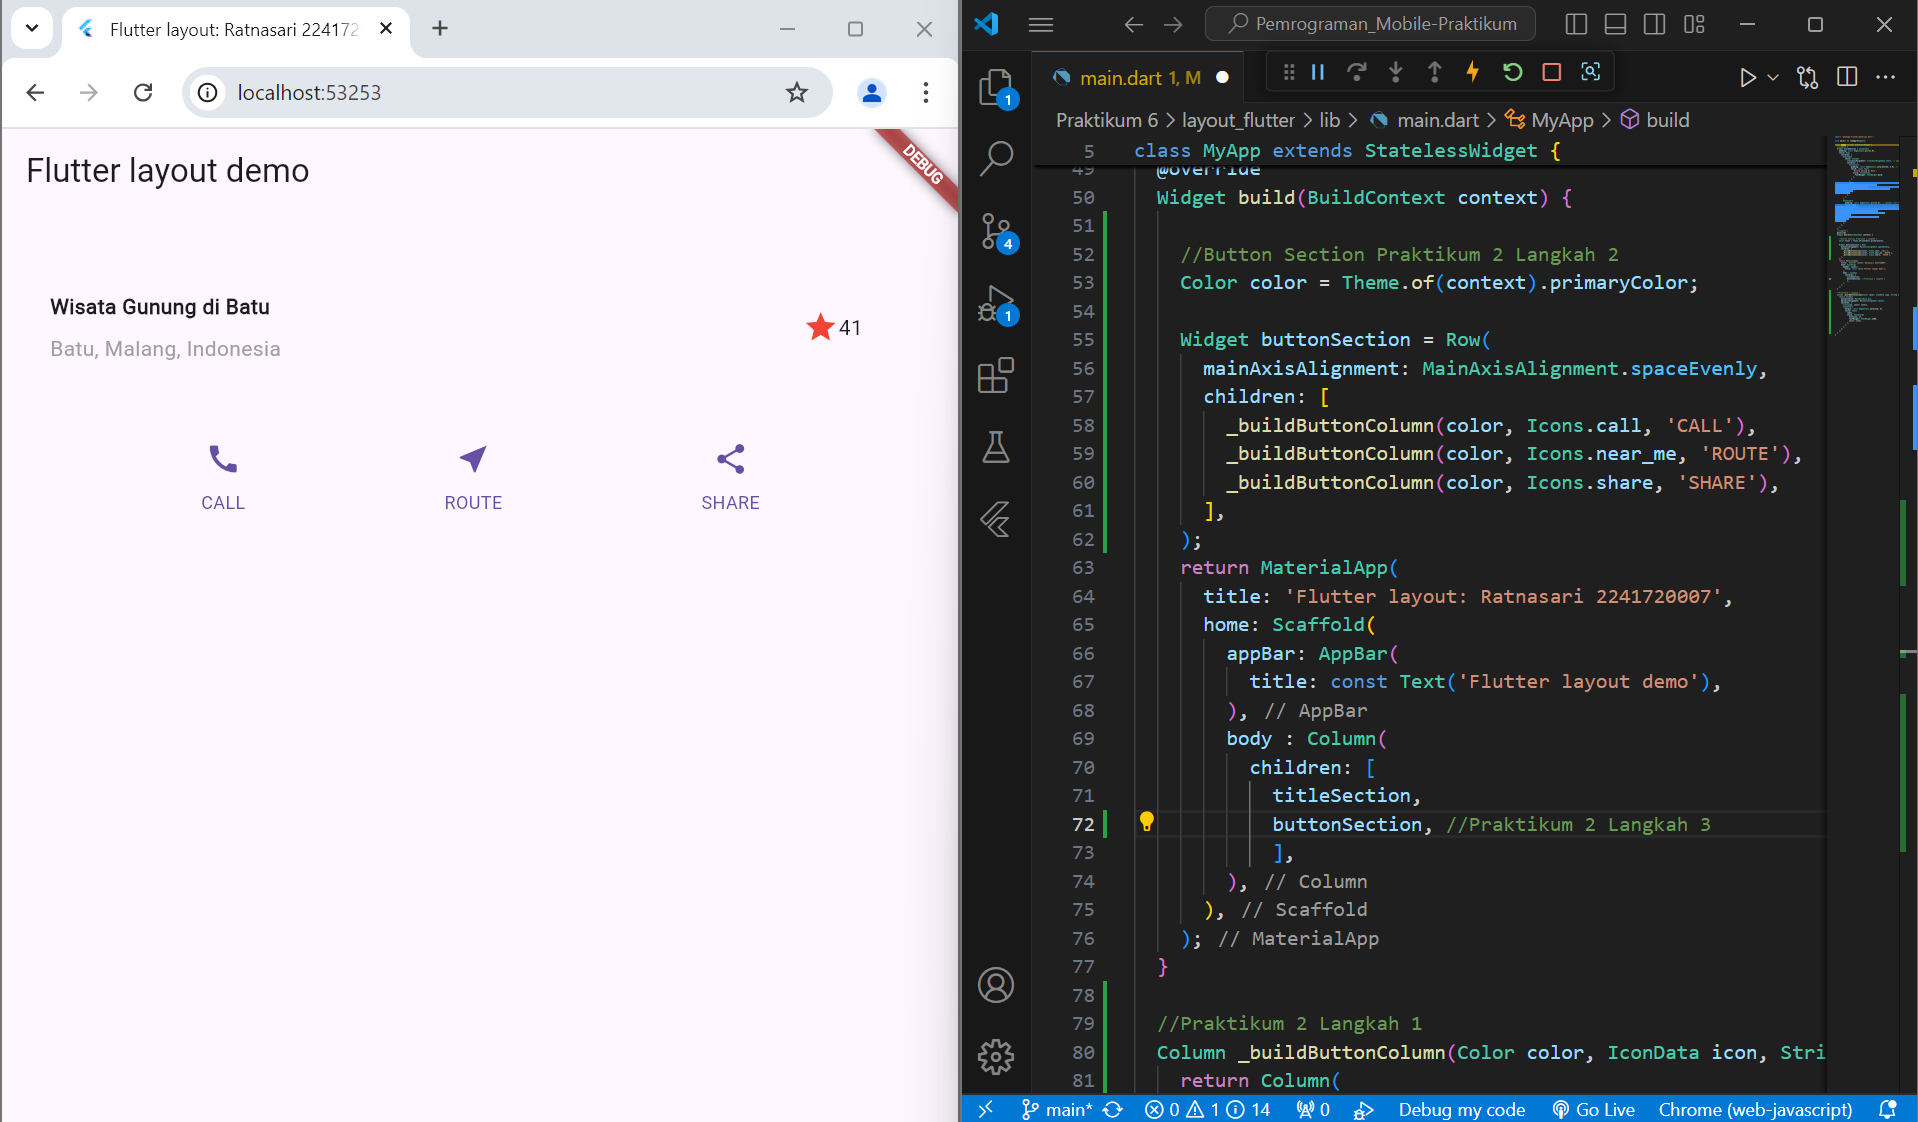 Flutter layout: Ratnasari 224172
localhost:53253
Flutter layout demo
DEBUG
Wisata Gunung di Batu
Batu, Malang, Indonesia
41
CALL
ROUTE
SHARE
Pemrograman_Mobile-Praktikum
main.dart 1, M
Praktikum 6 > layout_flutter > lib > main.dart > MyApp > build
1
4
1
5 class MyApp extends StatelessWidget {
49 @override
50 Widget build(BuildContext context) {
51
52 //Button Section Praktikum 2 Langkah 2
53 Color color = Theme.of(context).primaryColor;
54
55 Widget buttonSection = Row(
56 mainAxisAlignment: MainAxisAlignment.spaceEvenly,
57 children: [
58 _buildButtonColumn(color, Icons.call, 'CALL'),
59 _buildButtonColumn(color, Icons.near_me, 'ROUTE'),
60 _buildButtonColumn(color, Icons.share, 'SHARE'),
61 ],
62 );
63 return MaterialApp(
64 title: 'Flutter layout: Ratnasari 2241720007',
65 home: Scaffold(
66 appBar: AppBar(
67 title: const Text('Flutter layout demo'),
68 ), // AppBar
69 body : Column(
70 children: [
71 titleSection,
72 buttonSection, //Praktikum 2 Langkah 3
73 ],
74 ), // Column
75 ), // Scaffold
76 ); // MaterialApp
77 }
78
79 //Praktikum 2 Langkah 1
80 Column _buildButtonColumn(Color color, IconData icon, Stri
81 return Column(
main* 0 1 14 0 Debug my code Go Live Chrome (web-javascript)